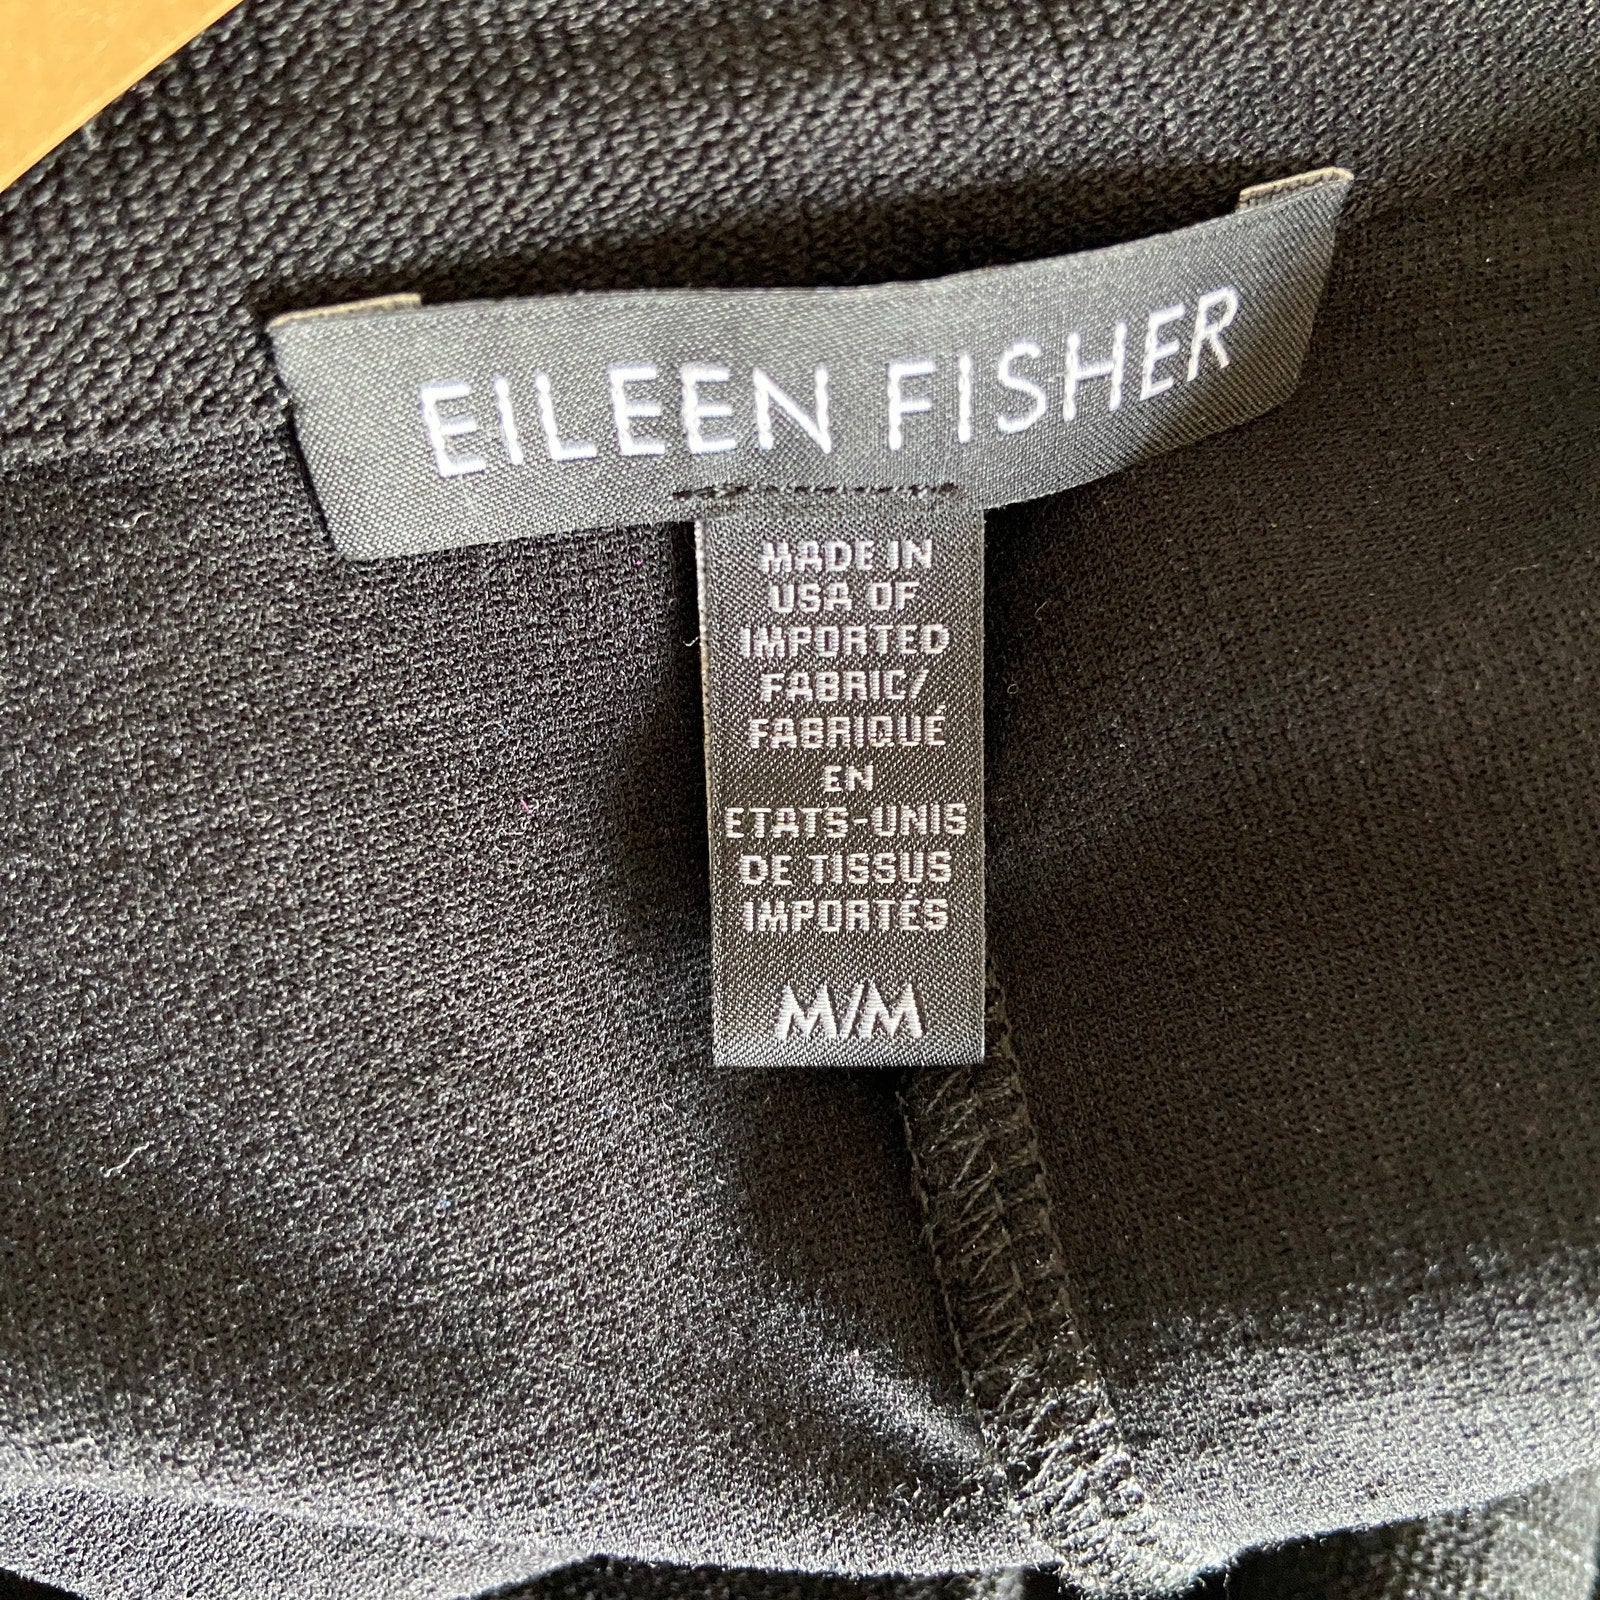 EILEEN FISHER
MADE IN
USA OF
IMPORTED
FABRIC/
FABRIQUÉ
EN
ETATS-UNIS
DE TISSUS
IMPORTÉS
M/M